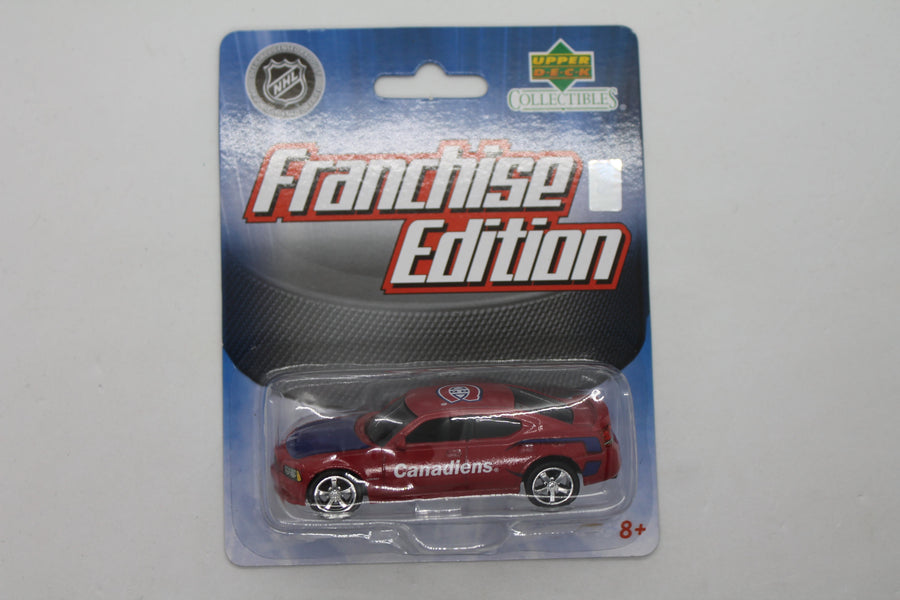 NHL
UPPER
DECK
COLLECTIBLES®
Franchise
Edition
Canadiens®
8+